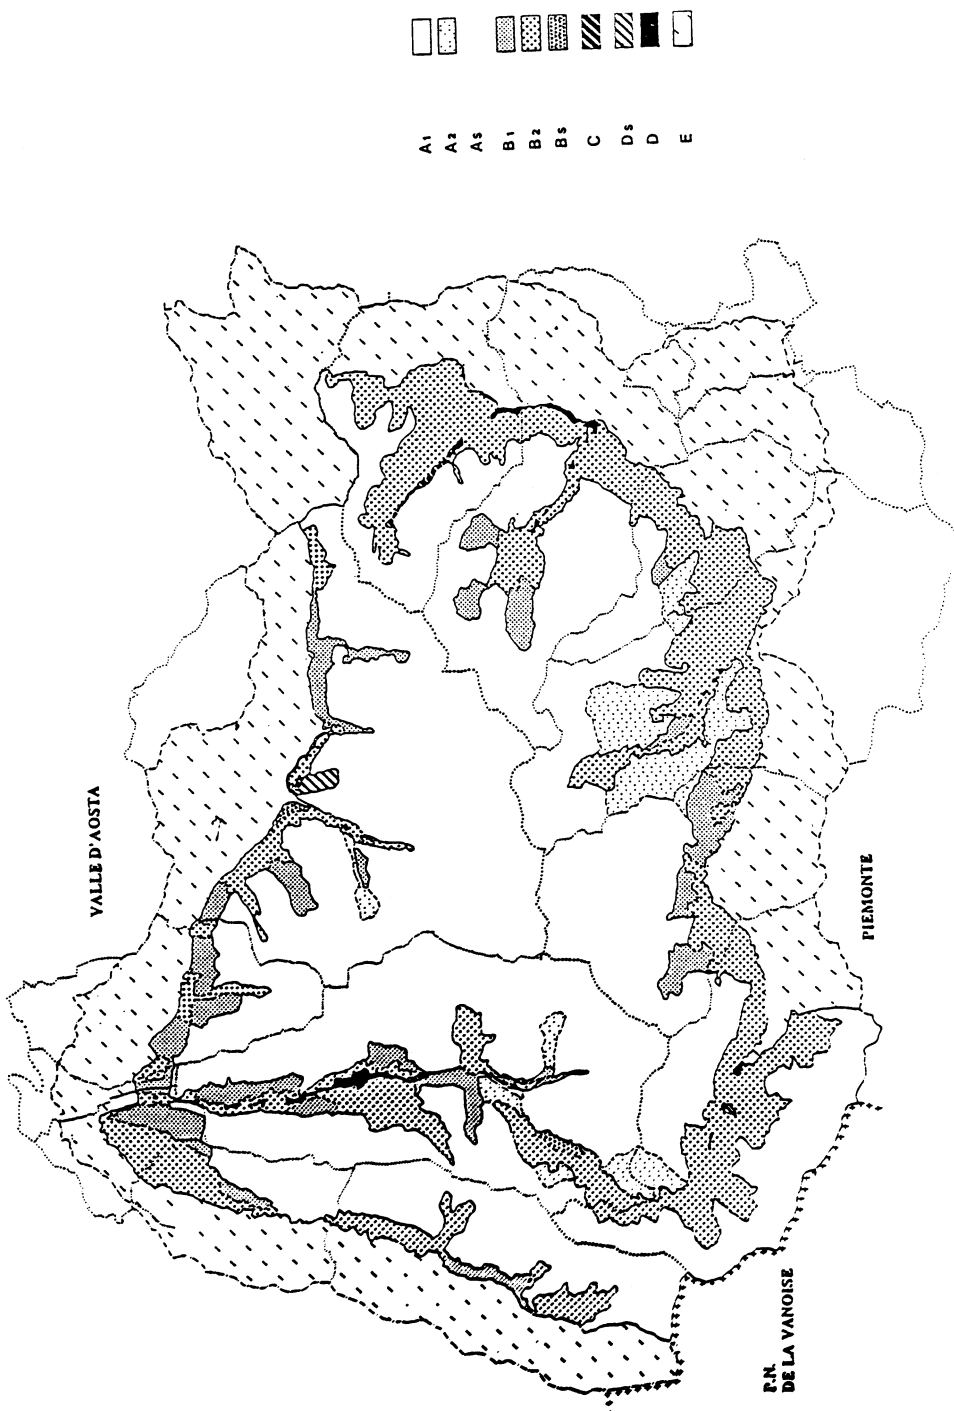 A1
A2
As
B1
B2
Bs
C
Ds
D
E
VALLE D'AOSTA
PIEMONTE
P.N.
DE LA VANOISE